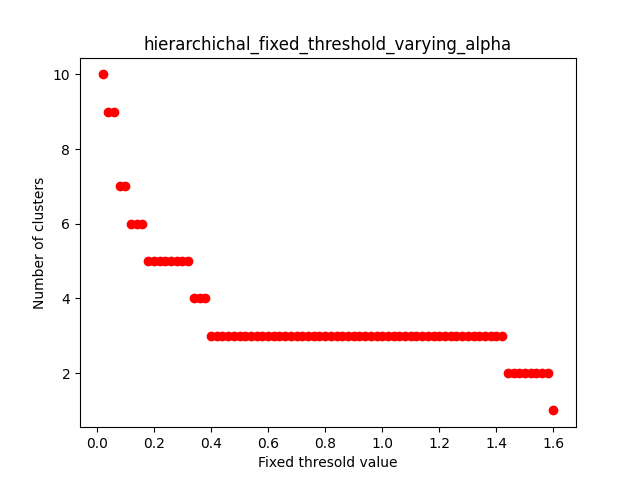 hierarchichal_fixed_threshold_varying_alpha
10
8
6
4
2
Number of clusters
0.0 0.2 0.4 0.6 0.8 1.0 1.2 1.4 1.6
Fixed thresold value